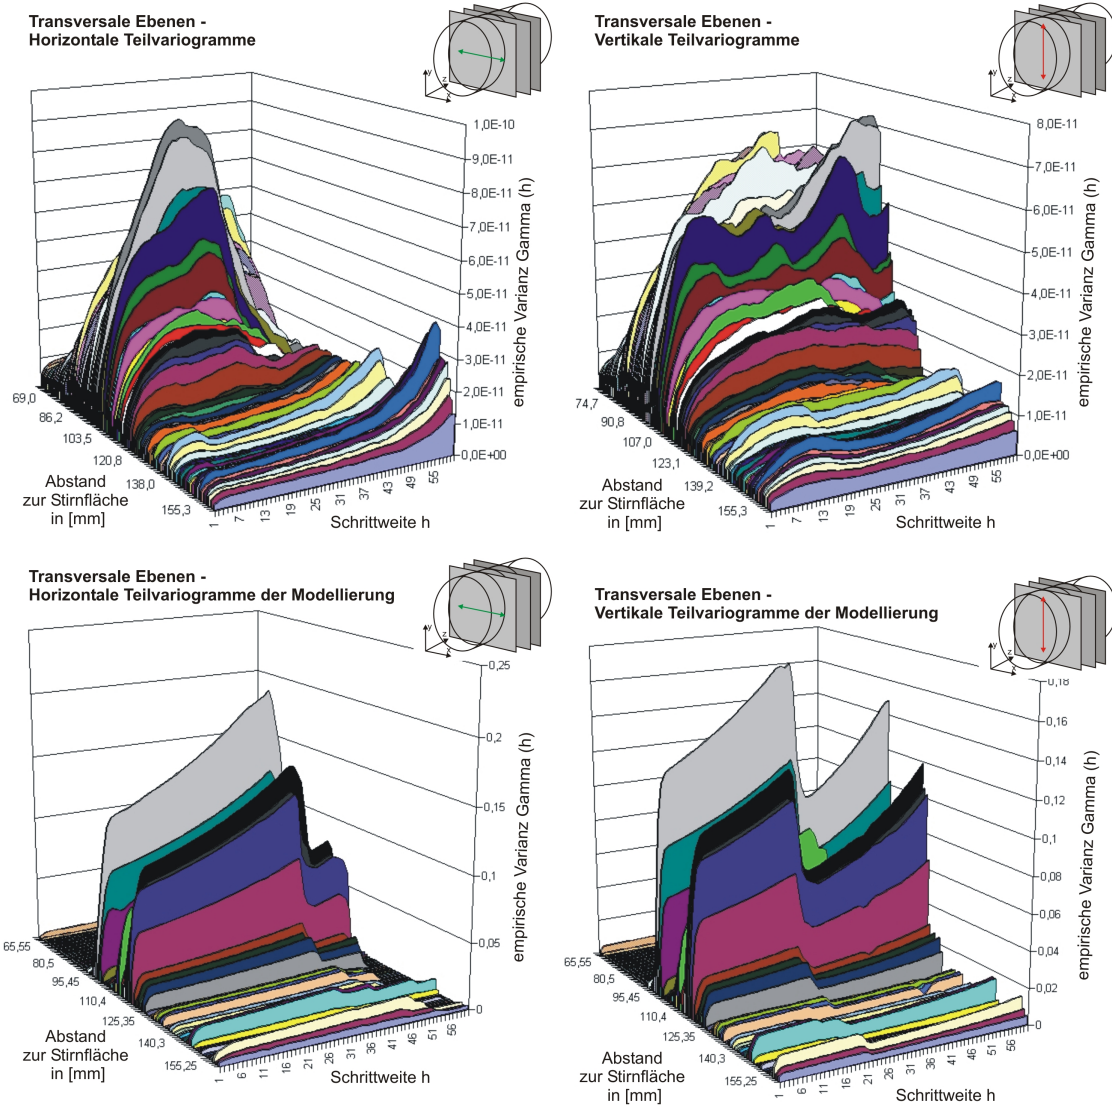 Transversale Ebenen -
Horizontale Teilvariogramme
y
z
x
1,0E-10
9,0E-11
8,0E-11
7,0E-11
6,0E-11
5,0E-11
4,0E-11
3,0E-11
2,0E-11
1,0E-11
0,0E+00
empirische Varianz Gamma (h)
69,0
86,2
103,5
120,8
138,0
155,3
Abstand
zur Stirnfläche
in [mm]
1
7
13
19
25
31
37
43
49
55
Schrittweite h
Transversale Ebenen -
Vertikale Teilvariogramme
y
z
x
8,0E-11
7,0E-11
6,0E-11
5,0E-11
4,0E-11
3,0E-11
2,0E-11
1,0E-11
0,0E+00
empirische Varianz Gamma (h)
74,7
90,8
107,0
123,1
139,2
155,3
Abstand
zur Stirnfläche
in [mm]
1
7
13
19
25
31
37
43
49
55
Schrittweite h
Transversale Ebenen -
Horizontale Teilvariogramme der Modellierung
y
z
x
0,25
0,2
0,15
0,1
0,05
0
empirische Varianz Gamma (h)
65,55
80,5
95,45
110,4
125,35
140,3
155,25
Abstand
zur Stirnfläche
in [mm]
1
6
11
16
21
26
31
36
41
46
51
56
Schrittweite h
Transversale Ebenen -
Vertikale Teilvariogramme der Modellierung
y
z
x
0,18
0,16
0,14
0,12
0,1
0,08
0,06
0,04
0,02
0
empirische Varianz Gamma (h)
65,55
80,5
95,45
110,4
125,35
140,3
155,25
Abstand
zur Stirnfläche
in [mm]
1
6
11
16
21
26
31
36
41
46
51
56
Schrittweite h